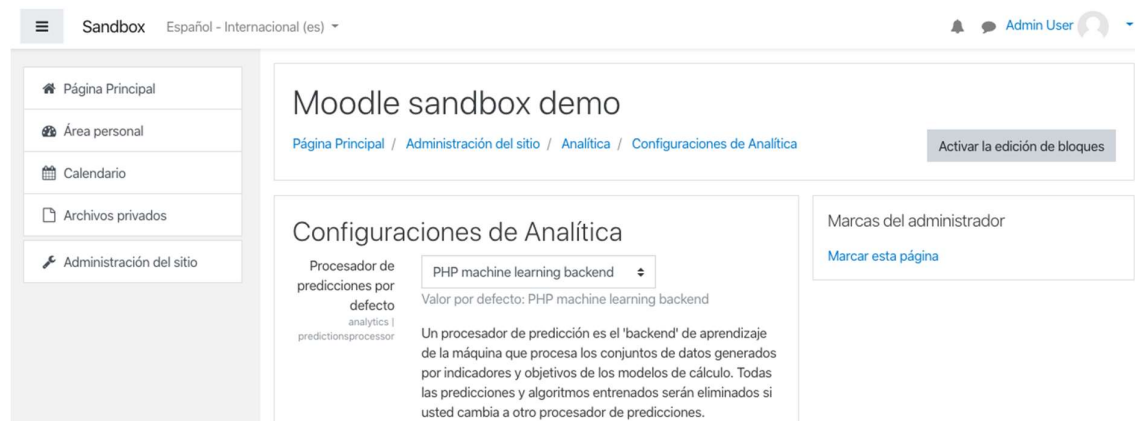 Sandbox Español - Internacional (es)
Admin User
Página Principal
Área personal
Calendario
Archivos privados
Administración del sitio
Moodle sandbox demo
Página Principal / Administración del sitio / Analítica / Configuraciones de Analítica
Activar la edición de bloques
Configuraciones de Analítica
Procesador de
predicciones por
defecto
analytics |
predictionsprocessor
PHP machine learning backend
Valor por defecto: PHP machine learning backend
Un procesador de predicción es el 'backend' de aprendizaje
de la máquina que procesa los conjuntos de datos generados
por indicadores y objetivos de los modelos de cálculo. Todas
las predicciones y algoritmos entrenados serán eliminados si
usted cambia a otro procesador de predicciones.
Marcas del administrador
Marcar esta página